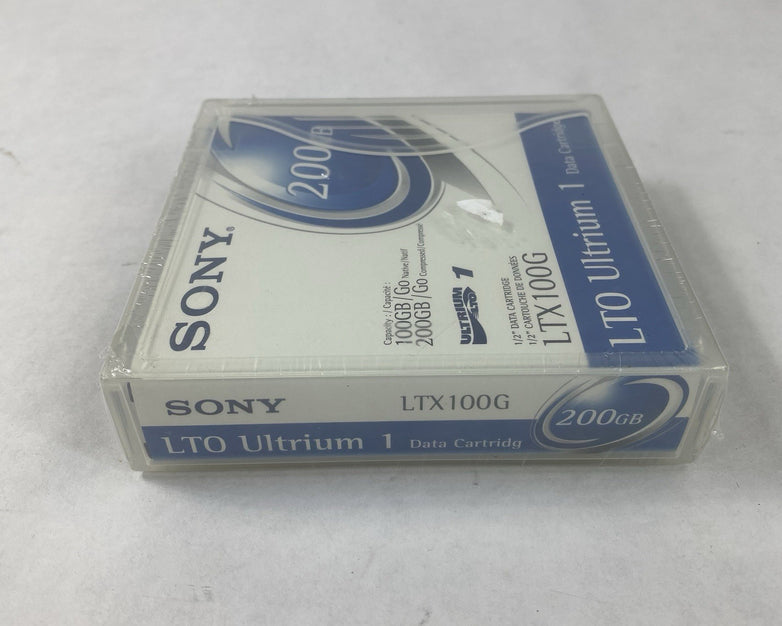 200GB
SONY®
Capacity: / Capacité :
100GB/Go Native/Natif
200GB/Go Compressed/Compressé
ULTRIUM 1
LTO
1/2" DATA CARTRIDGE
1/2" CARTOUCHE DE DONNÉES
LTX100G
LTO Ultrium 1 Data Cartridge
SONY
LTX100G
200GB
LTO Ultrium 1 Data Cartridg